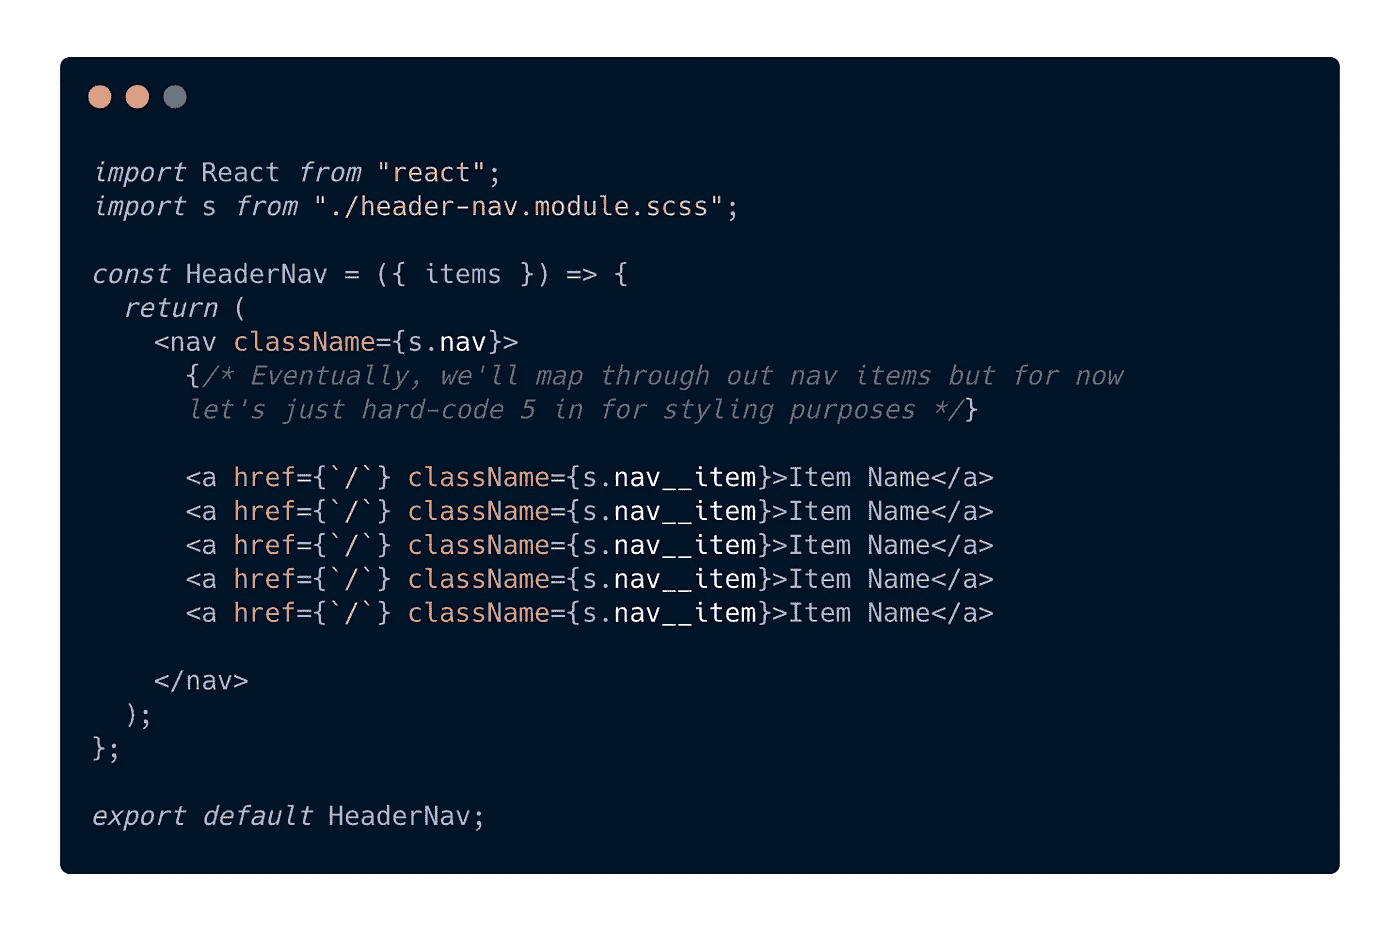 import React from "react";
import s from "./header-nav.module.scss";
const HeaderNav = ({ items }) => {
return (
<nav className={s.nav}>
{/* Eventually, we'll map through out nav items but for now
let's just hard-code 5 in for styling purposes */}
<a href={`/`} className={s.nav__item}>Item Name</a>
<a href={`/`} className={s.nav__item}>Item Name</a>
<a href={`/`} className={s.nav__item}>Item Name</a>
<a href={`/`} className={s.nav__item}>Item Name</a>
<a href={`/`} className={s.nav__item}>Item Name</a>
</nav>
);
};
export default HeaderNav;